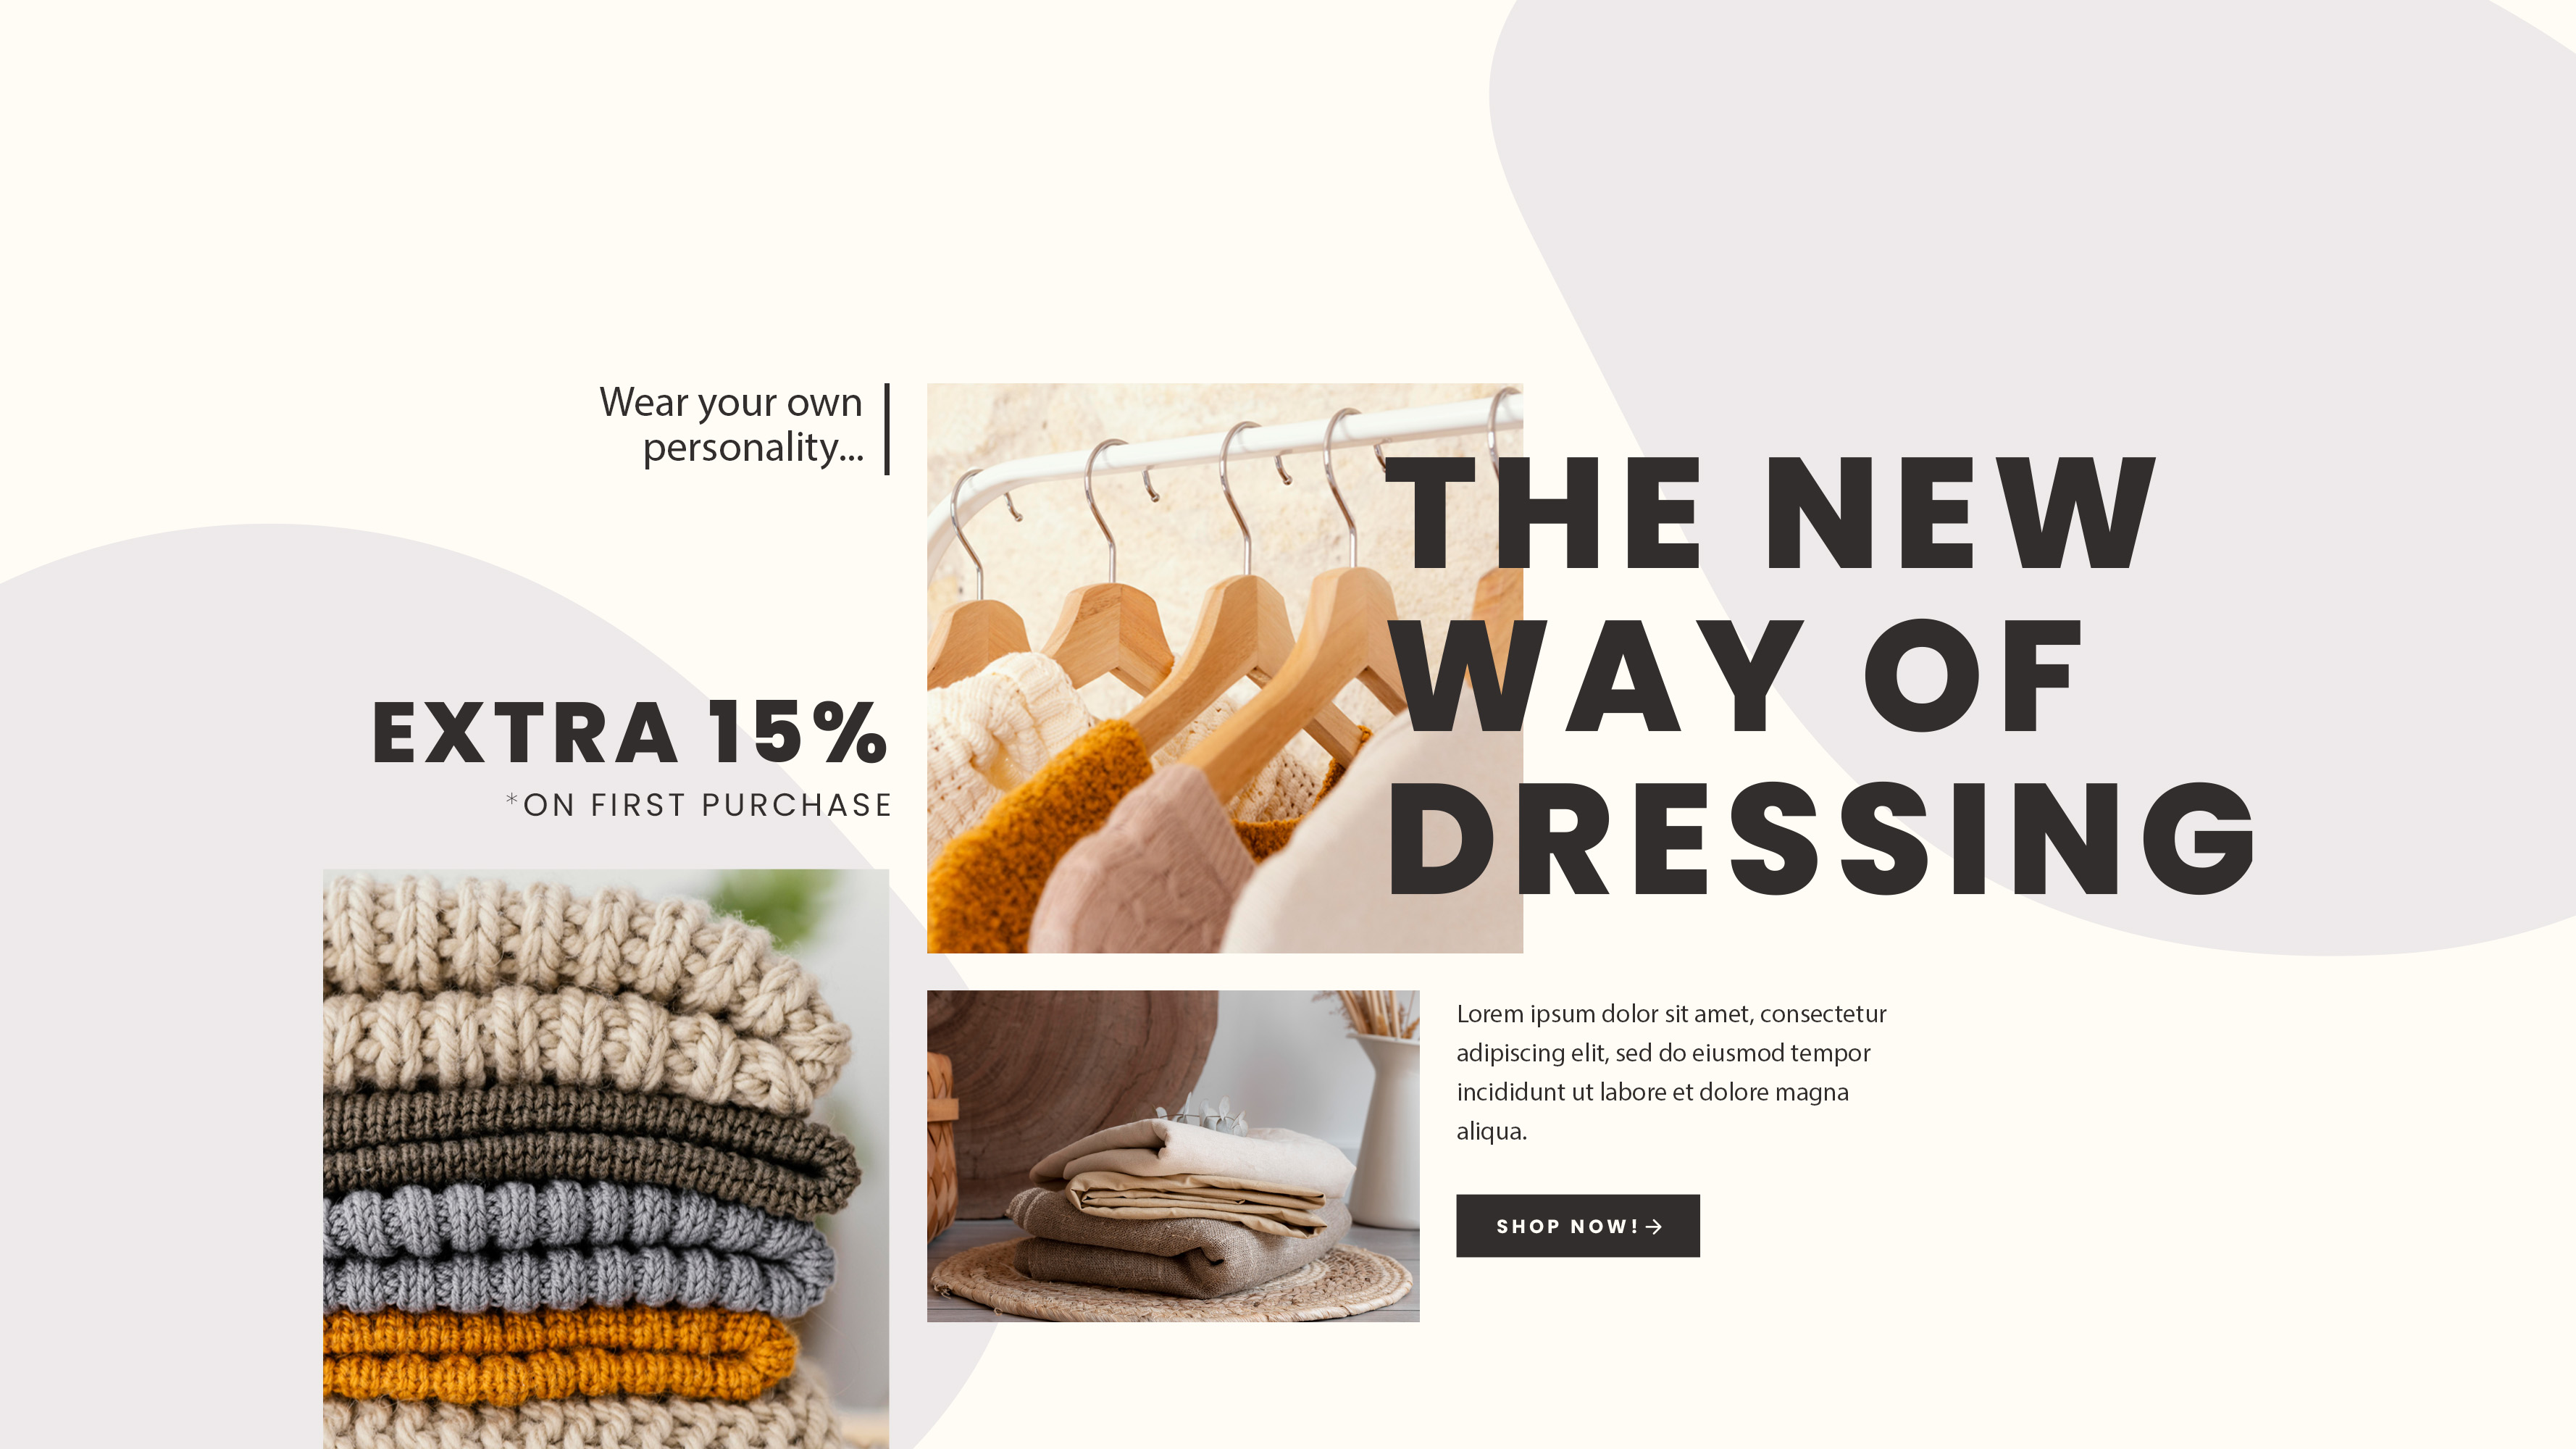 Wear your own
personality...
EXTRA 15%
*ON FIRST PURCHASE
THE NEW
WAY OF
DRESSING
Lorem ipsum dolor sit amet, consectetur
adipiscing elit, sed do eiusmod tempor
incididunt ut labore et dolore magna
aliqua.
SHOP NOW!→